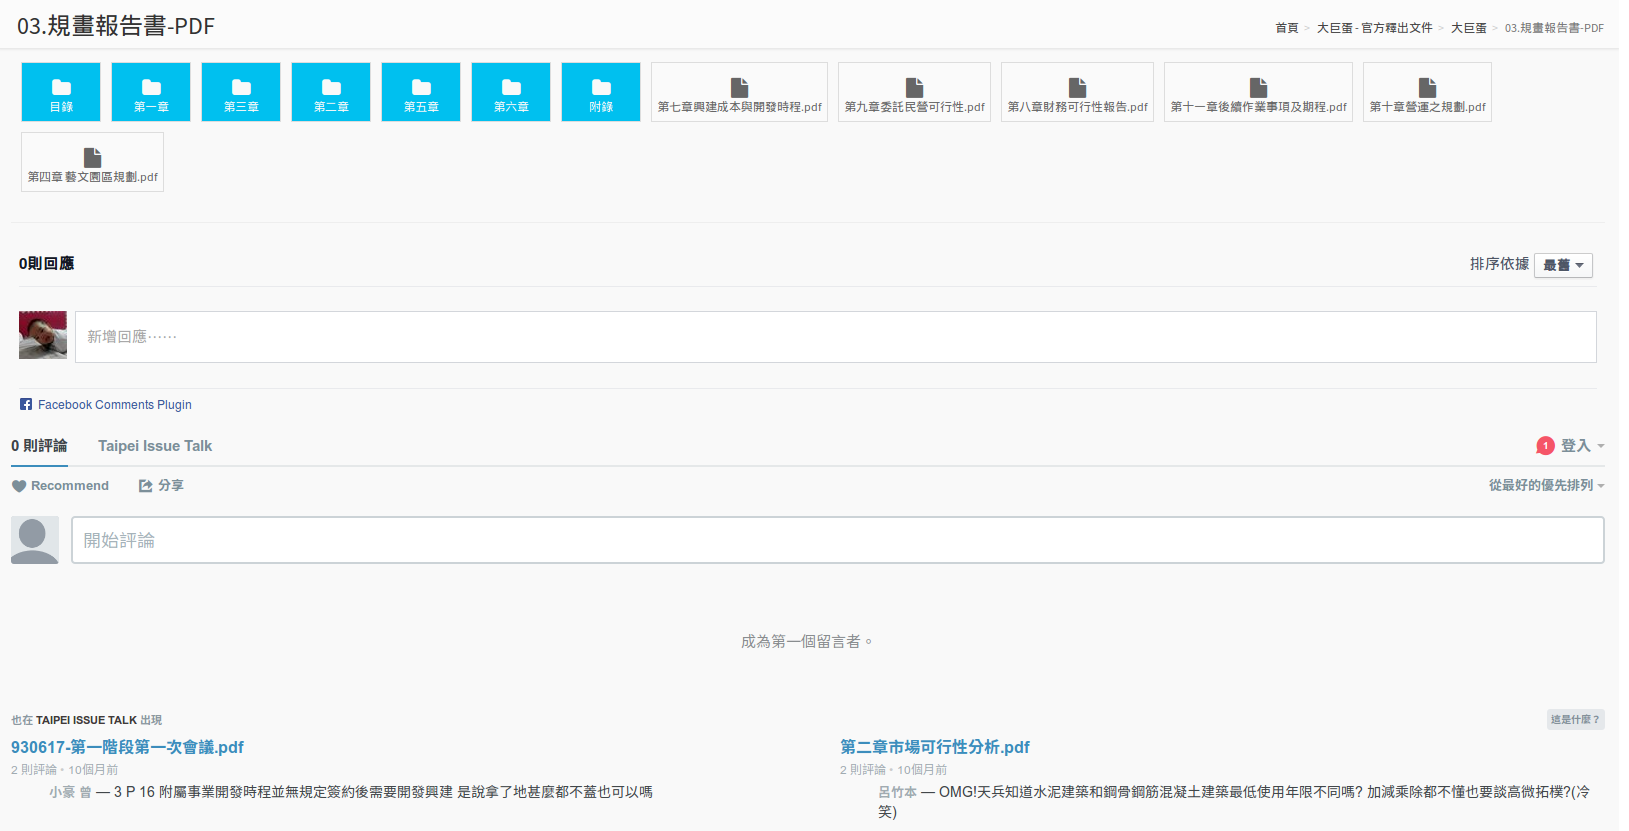 03.規畫報告書-PDF
首頁 > 大巨蛋 - 官方釋出文件 > 大巨蛋 > 03.規畫報告書-PDF
目錄
第一章
第三章
第二章
第五章
第六章
附錄
第七章興建成本與開發時程.pdf
第九章委託民營可行性.pdf
第八章財務可行性報告.pdf
第十一章後續作業事項及期程.pdf
第十章營運之規劃.pdf
第四章 藝文園區規劃.pdf
0則回應
排序依據 最舊
新增回應……
Facebook Comments Plugin
0 則評論 Taipei Issue Talk
1 登入
Recommend 分享
從最好的優先排列
開始評論
成為第一個留言者。
也在 TAIPEI ISSUE TALK 出現
這是什麼?
930617-第一階段第一次會議.pdf
2 則評論 • 10個月前
小豪 曾 — 3 P 16 附屬事業開發時程並無規定簽約後需要開發興建 是說拿了地甚麼都不蓋也可以嗎
第二章市場可行性分析.pdf
2 則評論 • 10個月前
呂竹本 — OMG!天兵知道水泥建築和鋼骨鋼筋混凝土建築最低使用年限不同嗎? 加減乘除都不懂也要談高微拓樸?(冷
笑)